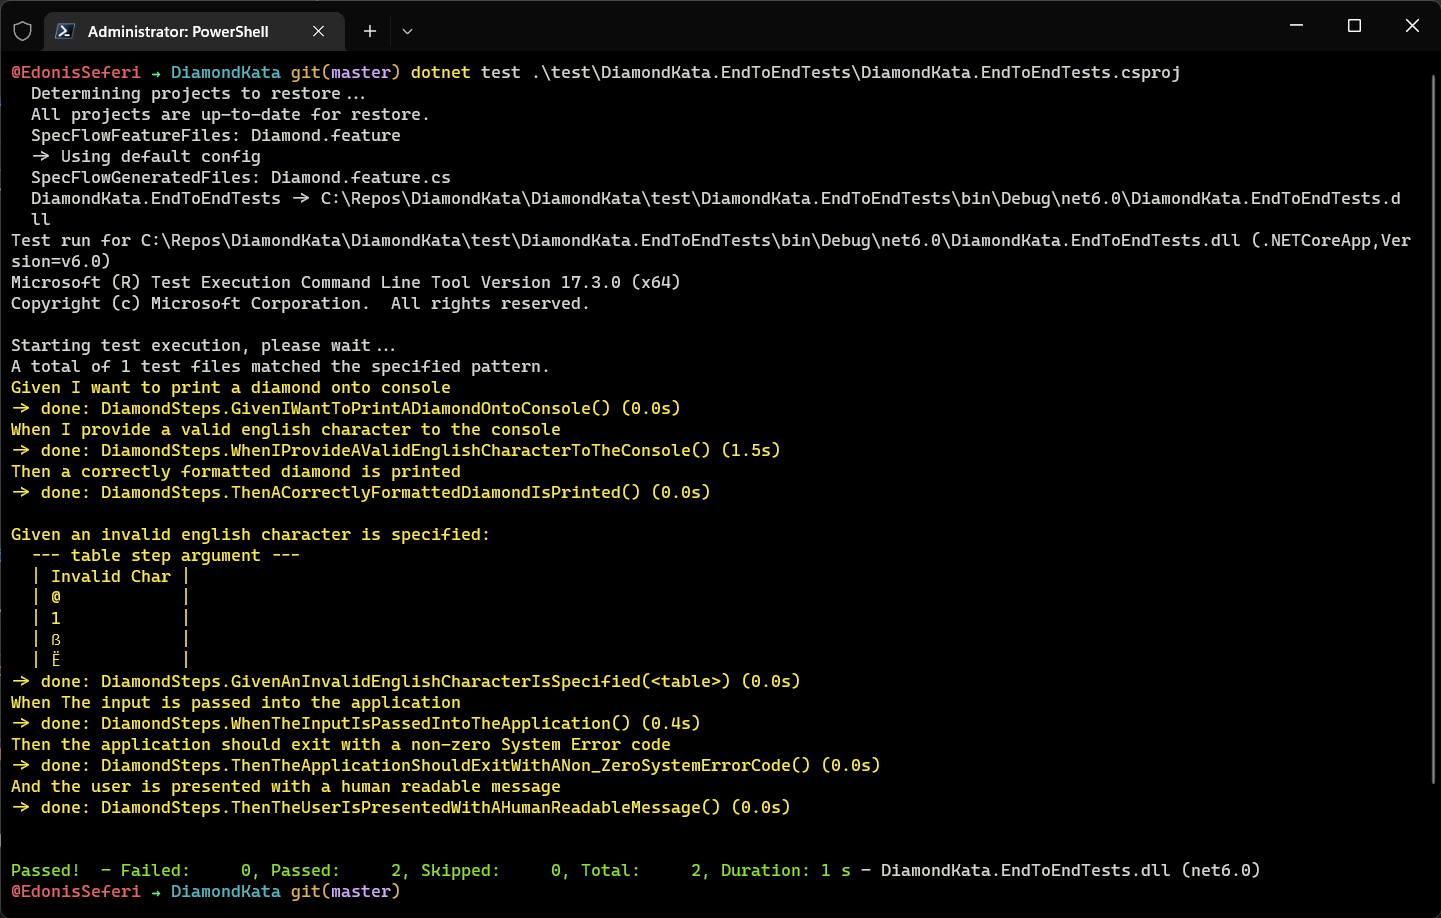 Administrator: PowerShell
@EdonisSeferi → DiamondKata git(master) dotnet test .\test\DiamondKata.EndToEndTests\DiamondKata.EndToEndTests.csproj
  Determining projects to restore...
  All projects are up-to-date for restore.
  SpecFlowFeatureFiles: Diamond.feature
  -> Using default config
  SpecFlowGeneratedFiles: Diamond.feature.cs
  DiamondKata.EndToEndTests -> C:\Repos\DiamondKata\DiamondKata\test\DiamondKata.EndToEndTests\bin\Debug\net6.0\DiamondKata.EndToEndTests.d
  ll
Test run for C:\Repos\DiamondKata\DiamondKata\test\DiamondKata.EndToEndTests\bin\Debug\net6.0\DiamondKata.EndToEndTests.dll (.NETCoreApp,Ver
sion=v6.0)
Microsoft (R) Test Execution Command Line Tool Version 17.3.0 (x64)
Copyright (c) Microsoft Corporation.  All rights reserved.

Starting test execution, please wait...
A total of 1 test files matched the specified pattern.
Given I want to print a diamond onto console
-> done: DiamondSteps.GivenIWantToPrintADiamondOntoConsole() (0.0s)
When I provide a valid english character to the console
-> done: DiamondSteps.WhenIProvideAValidEnglishCharacterToTheConsole() (1.5s)
Then a correctly formatted diamond is printed
-> done: DiamondSteps.ThenACorrectlyFormattedDiamondIsPrinted() (0.0s)

Given an invalid english character is specified:
  --- table step argument ---
  | Invalid Char |
  | @            |
  | 1            |
  | ß            |
  | Ë            |
-> done: DiamondSteps.GivenAnInvalidEnglishCharacterIsSpecified(<table>) (0.0s)
When The input is passed into the application
-> done: DiamondSteps.WhenTheInputIsPassedIntoTheApplication() (0.4s)
Then the application should exit with a non-zero System Error code
-> done: DiamondSteps.ThenTheApplicationShouldExitWithANon_ZeroSystemErrorCode() (0.0s)
And the user is presented with a human readable message
-> done: DiamondSteps.ThenTheUserIsPresentedWithAHumanReadableMessage() (0.0s)

Passed!  - Failed:     0, Passed:     2, Skipped:     0, Total:     2, Duration: 1 s - DiamondKata.EndToEndTests.dll (net6.0)
@EdonisSeferi → DiamondKata git(master)